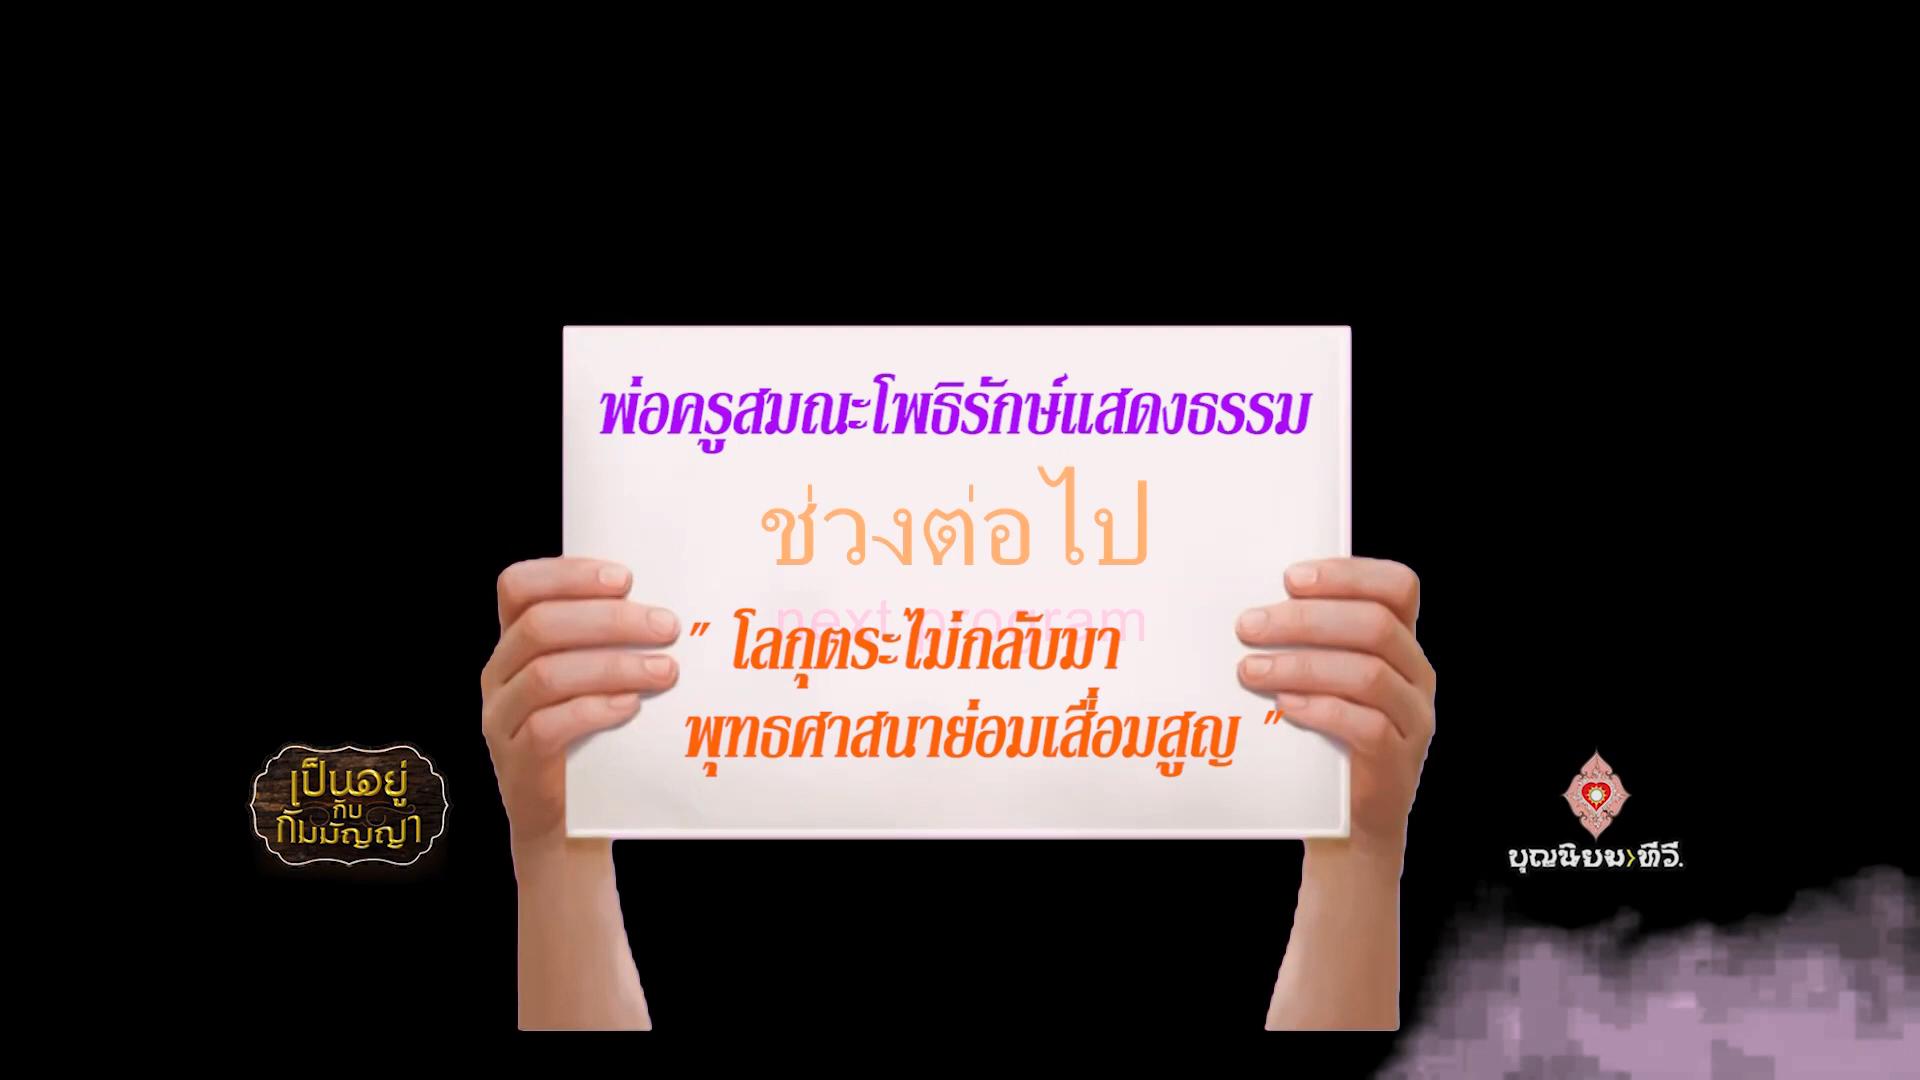 พ่อครูสมณะโพธิรักษ์แสดงธรรม
ช่วงต่อไป
next program
" โลกุตระไม่กลับมา
พุทธศาสนาย่อมเสื่อมสูญ "
เป็นอยู่
กับ
กัมมัญญา
บุญนิยม>ทีวี.